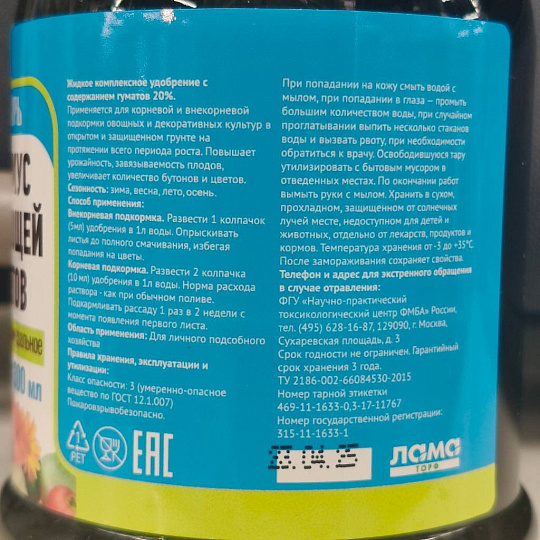 Жидкое комплексное удобрение с
содержанием гуматов 20%.
Применяется для корневой и внекорневой
подкормки овощных и декоративных культур в
открытом и защищенном грунте на
протяжении всего периода роста. Повышает
урожайность, завязываемость плодов,
увеличивает количество бутонов и цветов.
Сезонность: зима, весна, лето, осень.
Способ применения:
Внекорневая подкормка. Развести 1 колпачок
(5мл) удобрения в 1л воды. Опрыскивать
листья до полного смачивания, избегая
попадания на цветы.
Корневая подкормка. Развести 2 колпачка
(10 мл) удобрения в 1л воды. Норма расхода
раствора - как при обычном поливе.
Подкармливать рассаду 1 раз в 2 недели с
момента появления первого листа.
Область применения: Для личного подсобного
хозяйства
Правила хранения, эксплуатации и
утилизации:
Класс опасности: 3 (умеренно-опасное
вещество по ГОСТ 12.1.007)
Пожаровзрывобезопасно.
1
PET
EAC
При попадании на кожу смыть водой с
мылом, при попадании в глаза – промыть
большим количеством воды, при случайном
проглатывании выпить несколько стаканов
воды и вызвать рвоту, при необходимости
обратиться к врачу. Освободившуюся тару
утилизировать с бытовым мусором в
отведенных местах. По окончании работ
вымыть руки с мылом. Хранить в сухом,
прохладном, защищенном от солнечных
лучей месте, недоступном для детей и
животных, отдельно от лекарств, продуктов и
кормов. Температура хранения от -3 до +35°С.
После замораживания сохраняет свойства.
Телефон и адрес для экстренного обращения
в случае отравления:
ФГУ «Научно-практический
токсикологический центр ФМБА» России,
тел. (495) 628-16-87, 129090, г. Москва,
Сухаревская площадь, д. 3
Срок годности не ограничен. Гарантийный
срок хранения 3 года.
ТУ 2186-002-66084530-2015
Номер тарной этикетки
469-11-1633-0,3-17-11767
Номер государственной регистрации:
315-11-1633-1
23.04.25
лама
ТОРФ